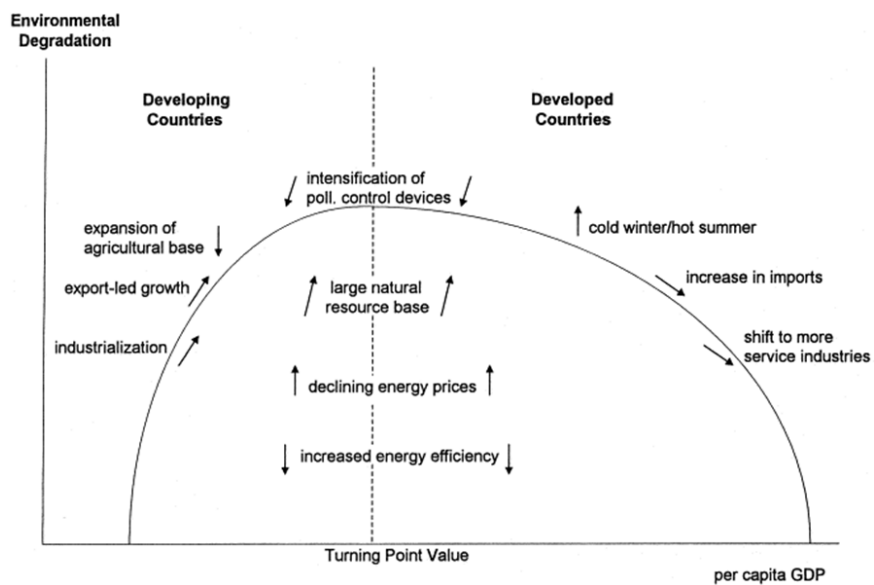 Environmental
Degradation
Developing
Countries
Developed
Countries
intensification of
poll. control devices
expansion of
agricultural base
cold winter/hot summer
export-led growth
large natural
resource base
increase in imports
industrialization
shift to more
service industries
declining energy prices
increased energy efficiency
Turning Point Value
per capita GDP